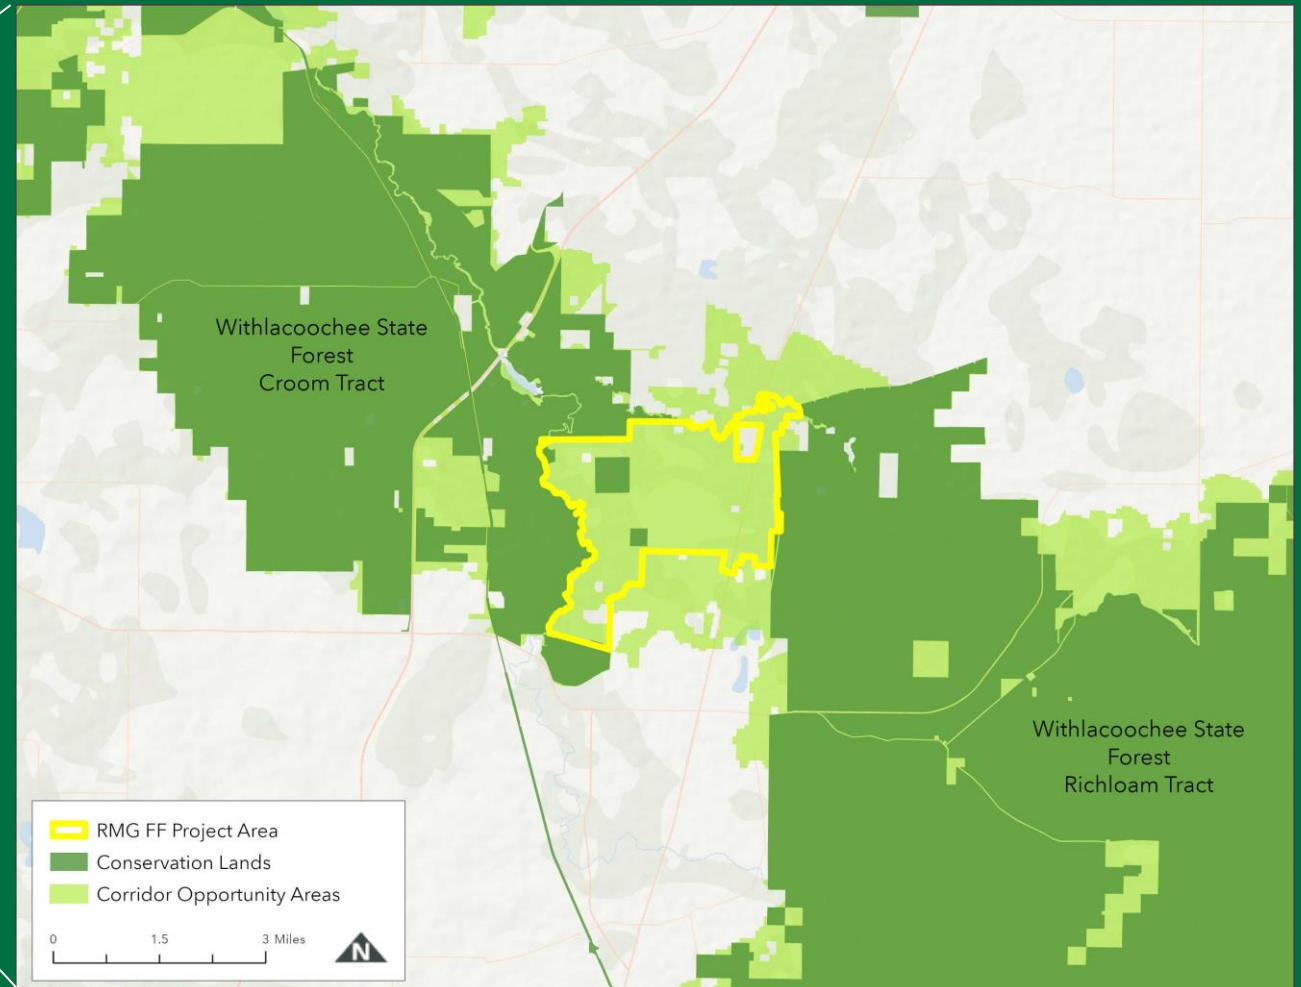 Withlacoochee State
Forest
Croom Tract
Withlacoochee State
Forest
Richloam Tract
RMG FF Project Area
Conservation Lands
Corridor Opportunity Areas
0 1.5 3 Miles
N